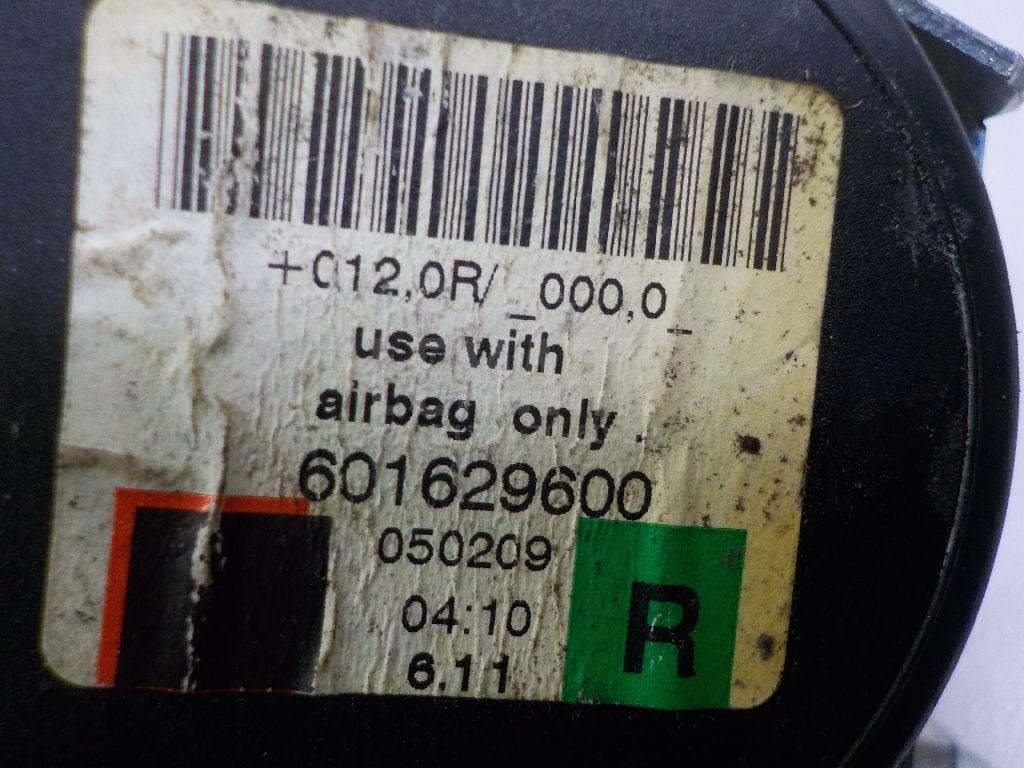 +012,0R/ _000,0_
use with
airbag only.
601629600
050209
04:10
6.11
R